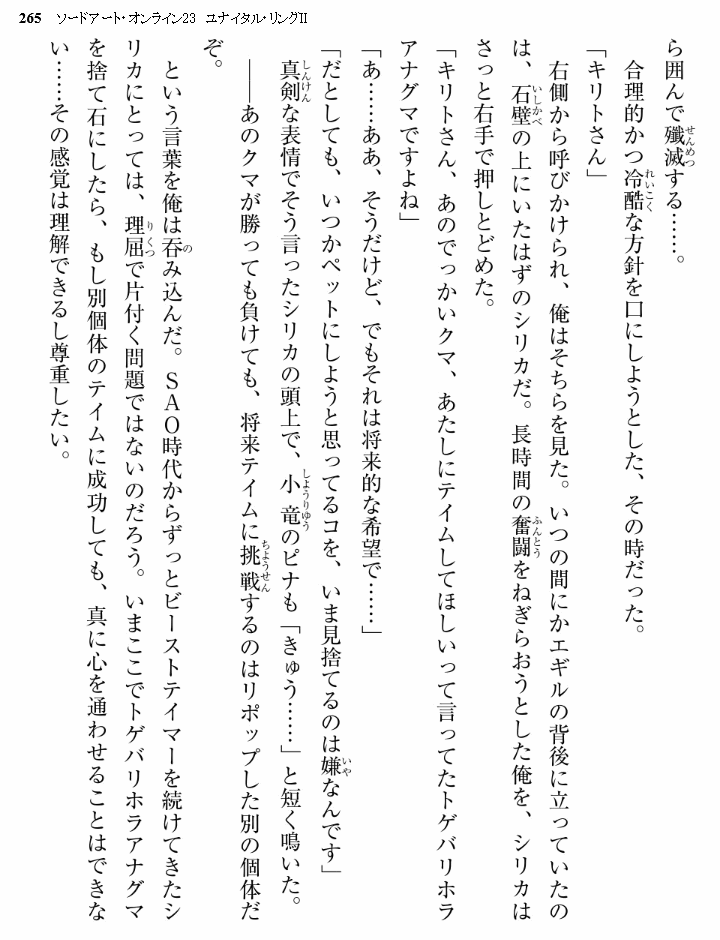 265 ソードアート・オンライン23 ユナイタル・リングII
ら囲んで殲滅する……。
合理的かつ冷酷な方針を口にしようとした、その時だった。
「キリトさん」
右側から呼びかけられ、俺はそちらを見た。いつの間にかエギルの背後に立っていたの
は、石壁の上にいたはずのシリカだ。長時間の奮闘をねぎらおうとした俺を、シリカは
さっと右手で押しとどめた。
「キリトさん、あのでっかいクマ、あたしにテイムしてほしいって言ってたトゲバリホラ
アナグマですよね」
「あ……ああ、そうだけど、でもそれは将来的な希望で……」
「だとしても、いつかペットにしようと思ってるコを、いま見捨てるのは嫌なんです」
真剣な表情でそう言ったシリカの頭上で、小竜のピナも「きゅう……」と短く鳴いた。
――あのクマが勝っても負けても、将来テイムに挑戦するのはリポップした別の個体だ
ぞ。
という言葉を俺は呑み込んだ。SAO時代からずっとビーストテイマーを続けてきたシ
リカにとっては、理屈で片付く問題ではないのだろう。いまここでトゲバリホラアナグマ
を捨て石にしたら、もし別個体のテイムに成功しても、真に心を通わせることはできな
い……その感覚は理解できるし尊重したい。